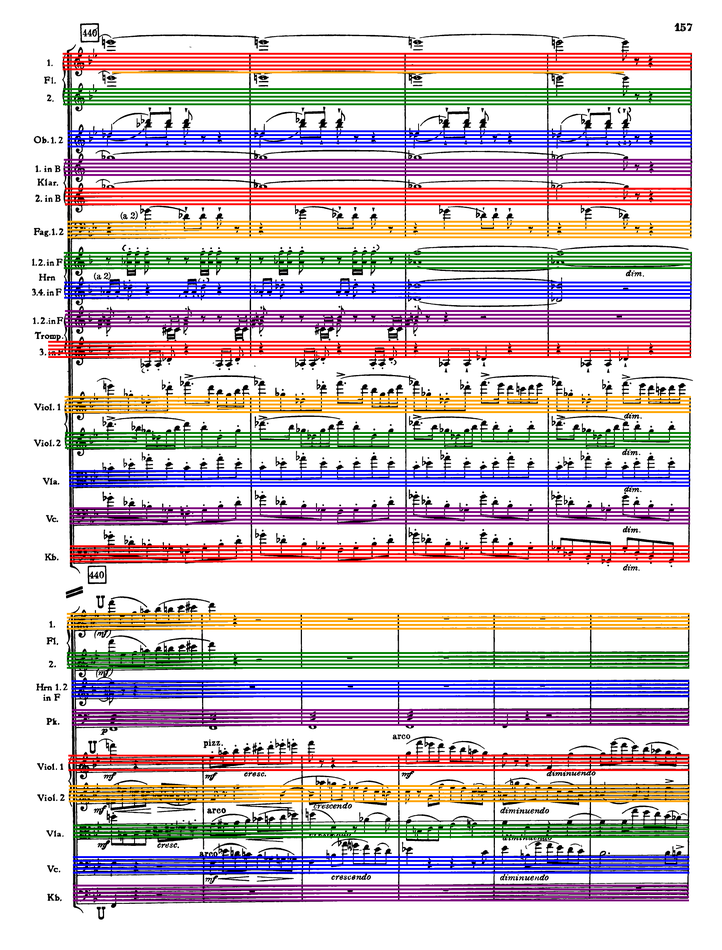 157
440
1.
Fl.
2.
Ob. 1. 2
1. in B
Klar.
2. in B
(a 2)
Fag. 1. 2
1.2. in F
Hrn
(a 2)
3.4. in F
dim.
1.2. in F
Tromp.
3. in F
Viol. 1
dim.
Viol. 2
dim.
Vla.
dim.
Vc.
dim.
Kb.
dim.
440
U
1.
(mf)
Fl.
2.
(mf)
Hrn 1. 2
in F
Pk.
p
U
pizz.
arco
Viol. 1
mf
cresc.
mf
diminuendo
Viol. 2
mf
crescendo
diminuendo
arco
Vla.
mf
cresc.
crescendo
diminuendo
arco
Vc.
mf
crescendo
diminuendo
Kb.
U